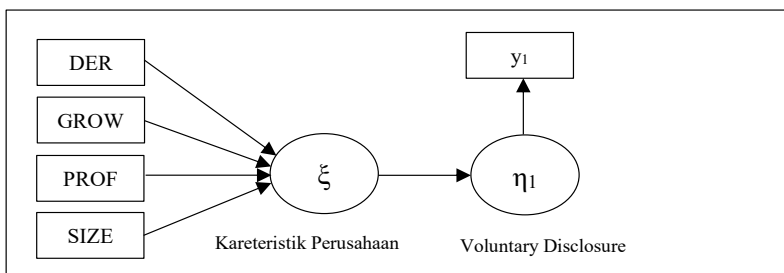 y1
DER
GROW
PROF
SIZE
ξ
η1
Kareteristik Perusahaan
Voluntary Disclosure